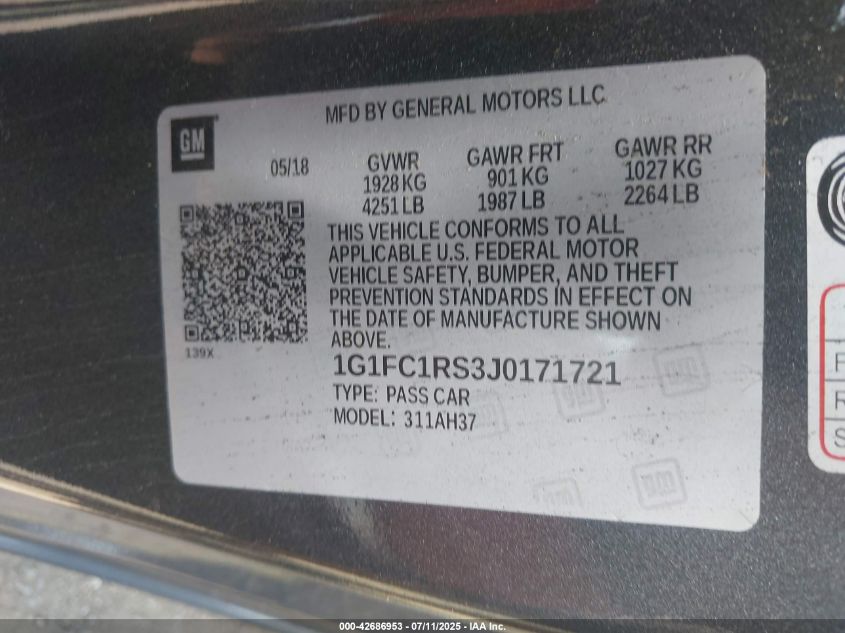 MFD BY GENERAL MOTORS LLC
GM
05/18
GVWR
1928 KG
4251 LB
GAWR FRT
901 KG
1987 LB
GAWR RR
1027 KG
2264 LB
THIS VEHICLE CONFORMS TO ALL
APPLICABLE U.S. FEDERAL MOTOR
VEHICLE SAFETY, BUMPER, AND THEFT
PREVENTION STANDARDS IN EFFECT ON
THE DATE OF MANUFACTURE SHOWN
ABOVE.
139X
1G1FC1RS3J0171721
TYPE: PASS CAR
MODEL: 311AH37
F
R
S
000-42686953 - 07/11/2025 - IAA Inc.